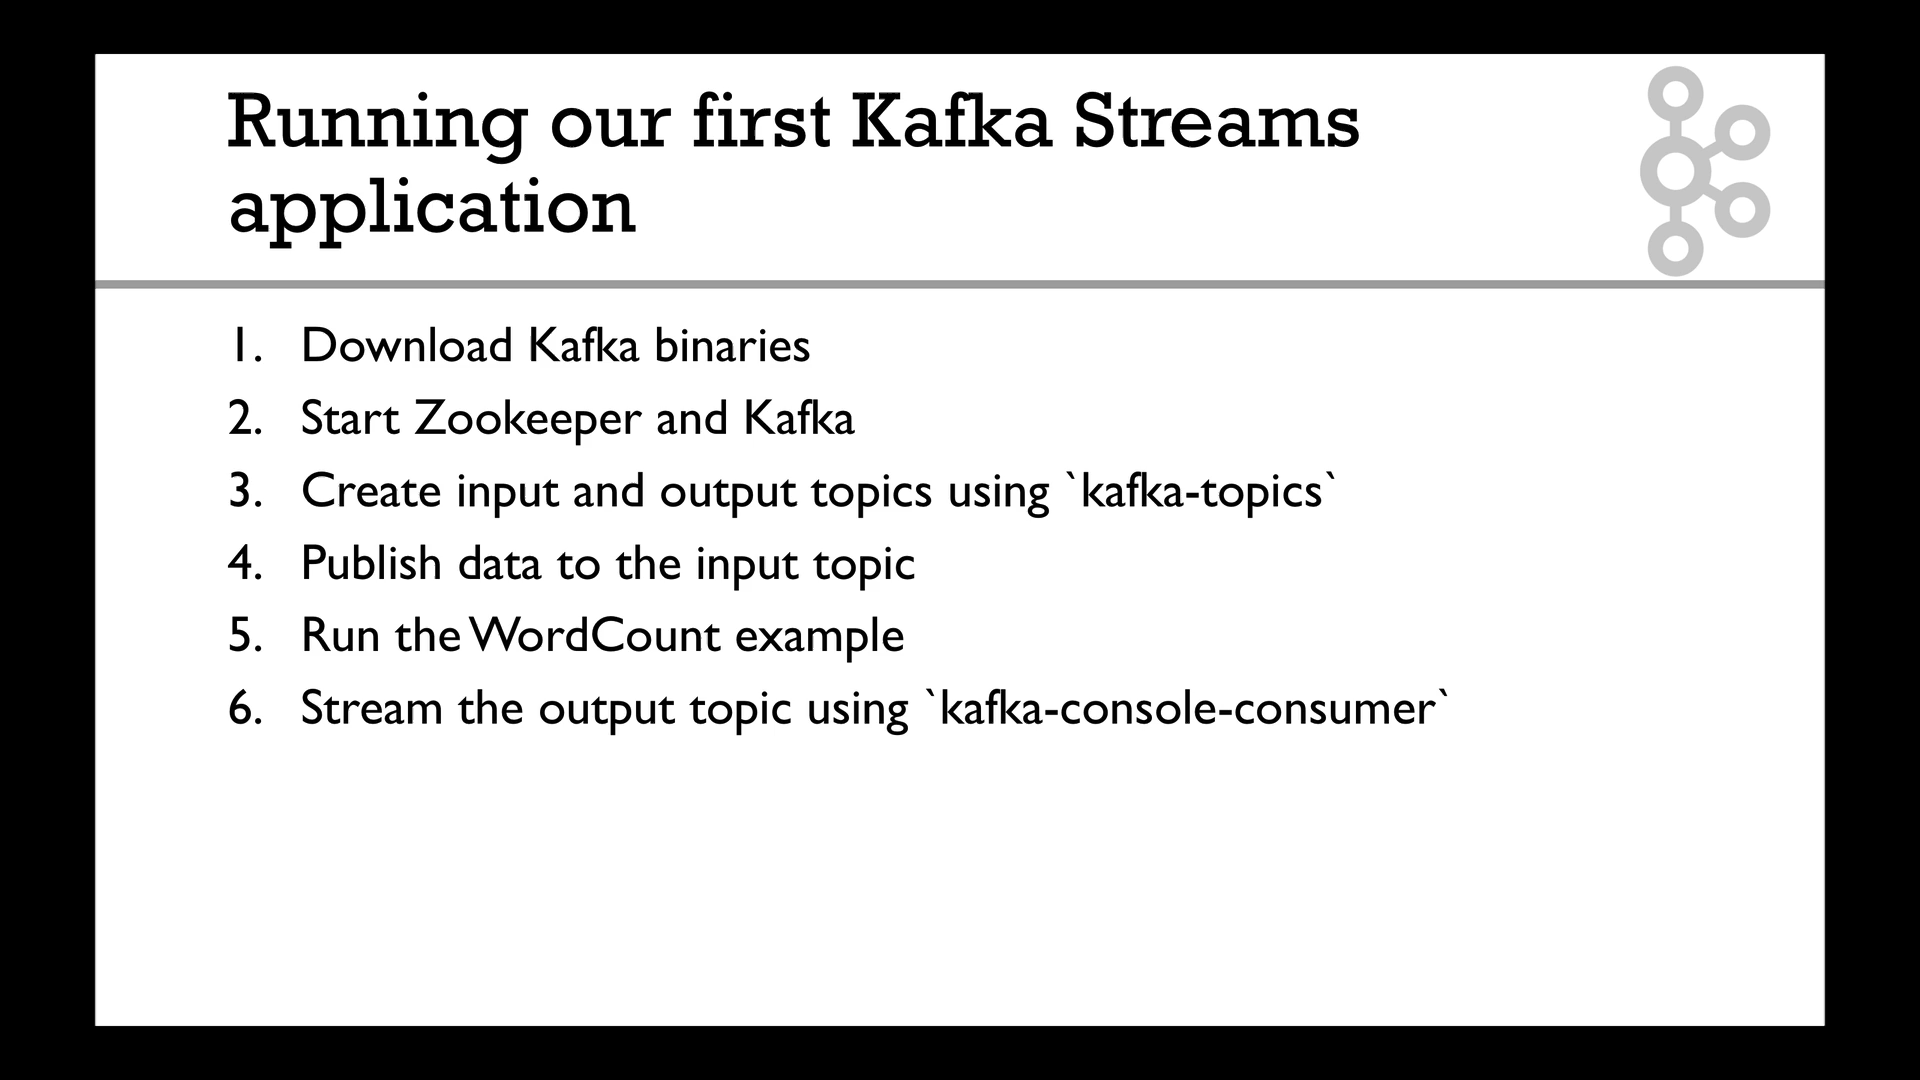 Running our first Kafka Streams
application
1. Download Kafka binaries
2. Start Zookeeper and Kafka
3. Create input and output topics using `kafka-topics`
4. Publish data to the input topic
5. Run the WordCount example
6. Stream the output topic using `kafka-console-consumer`